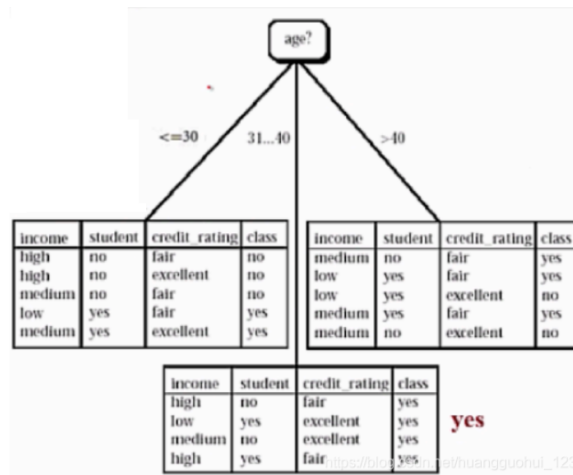 age?
<=30
31...40
>40
income student credit_rating class
high no fair no
high no excellent no
medium no fair no
low yes fair yes
medium yes excellent yes
income student credit_rating class
medium no fair yes
low yes fair yes
low yes excellent no
medium yes fair yes
medium no excellent no
income student credit_rating class
high no fair yes
low yes excellent yes
medium no excellent yes
high yes fair yes
yes